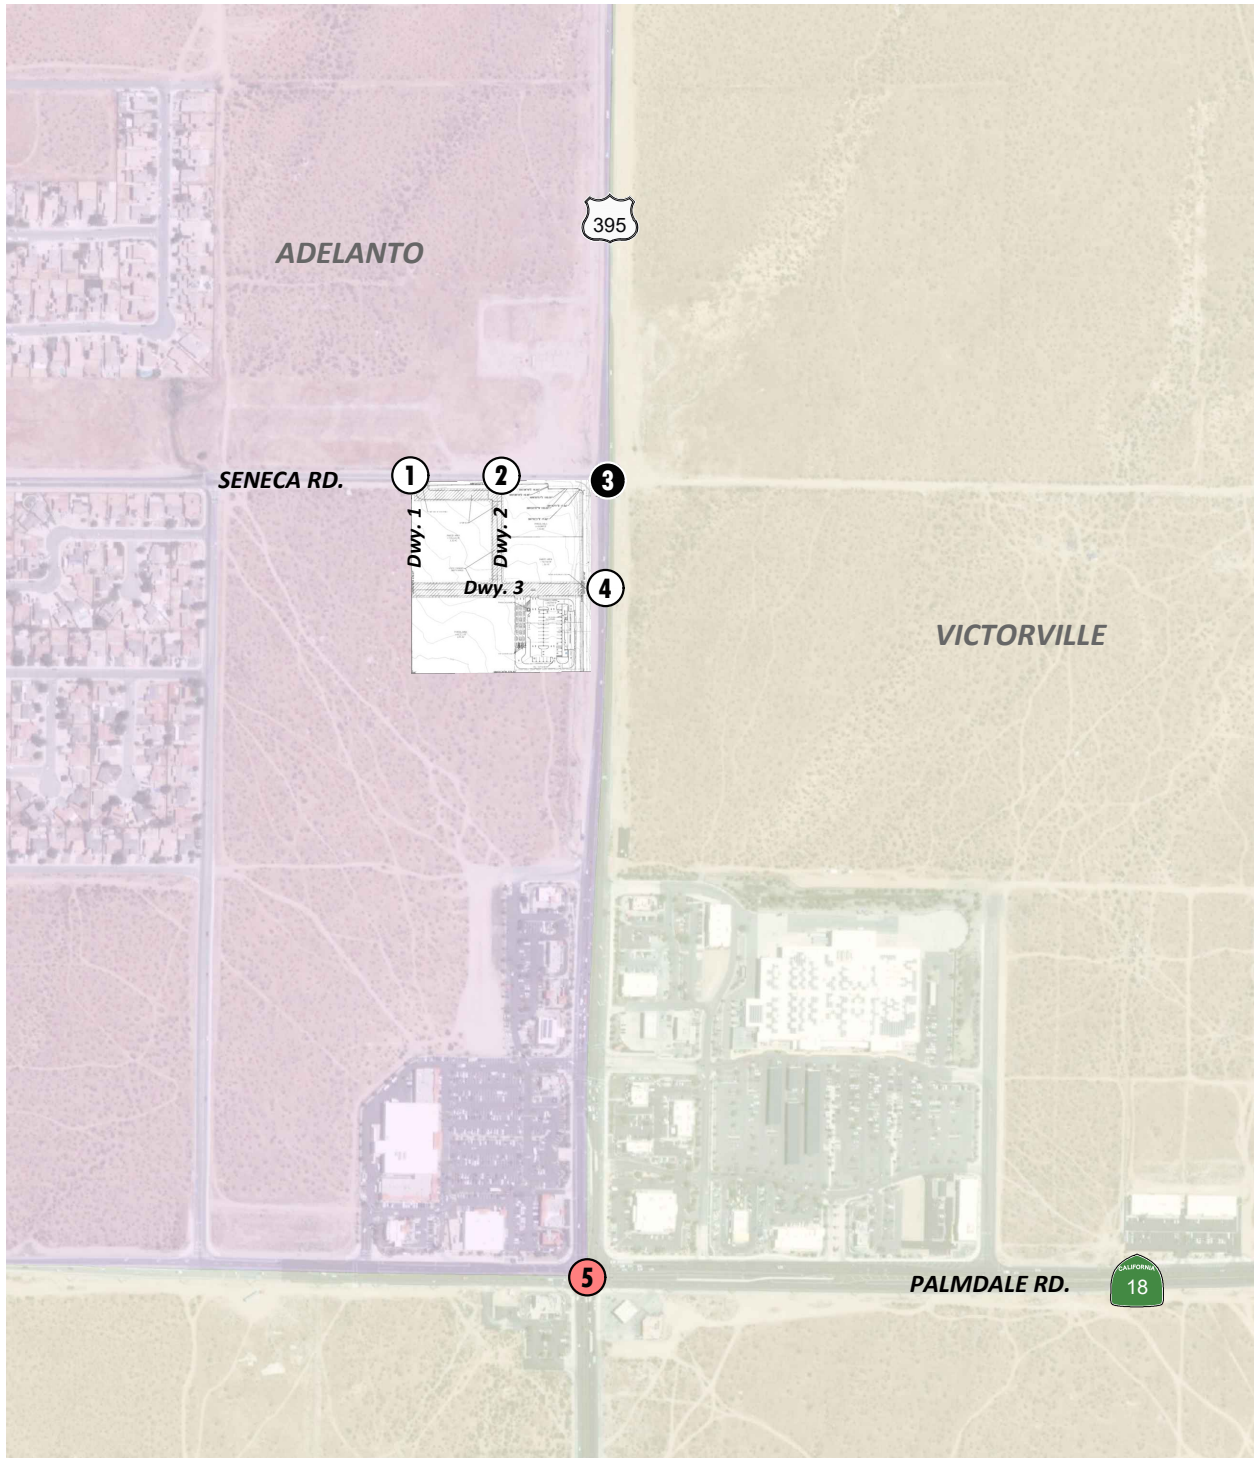 395
ADELANTO
SENECA RD.
1
2
3
Dwy. 1
Dwy. 2
Dwy. 3
4
VICTORVILLE
5
PALMDALE RD.
CALIFORNIA
18